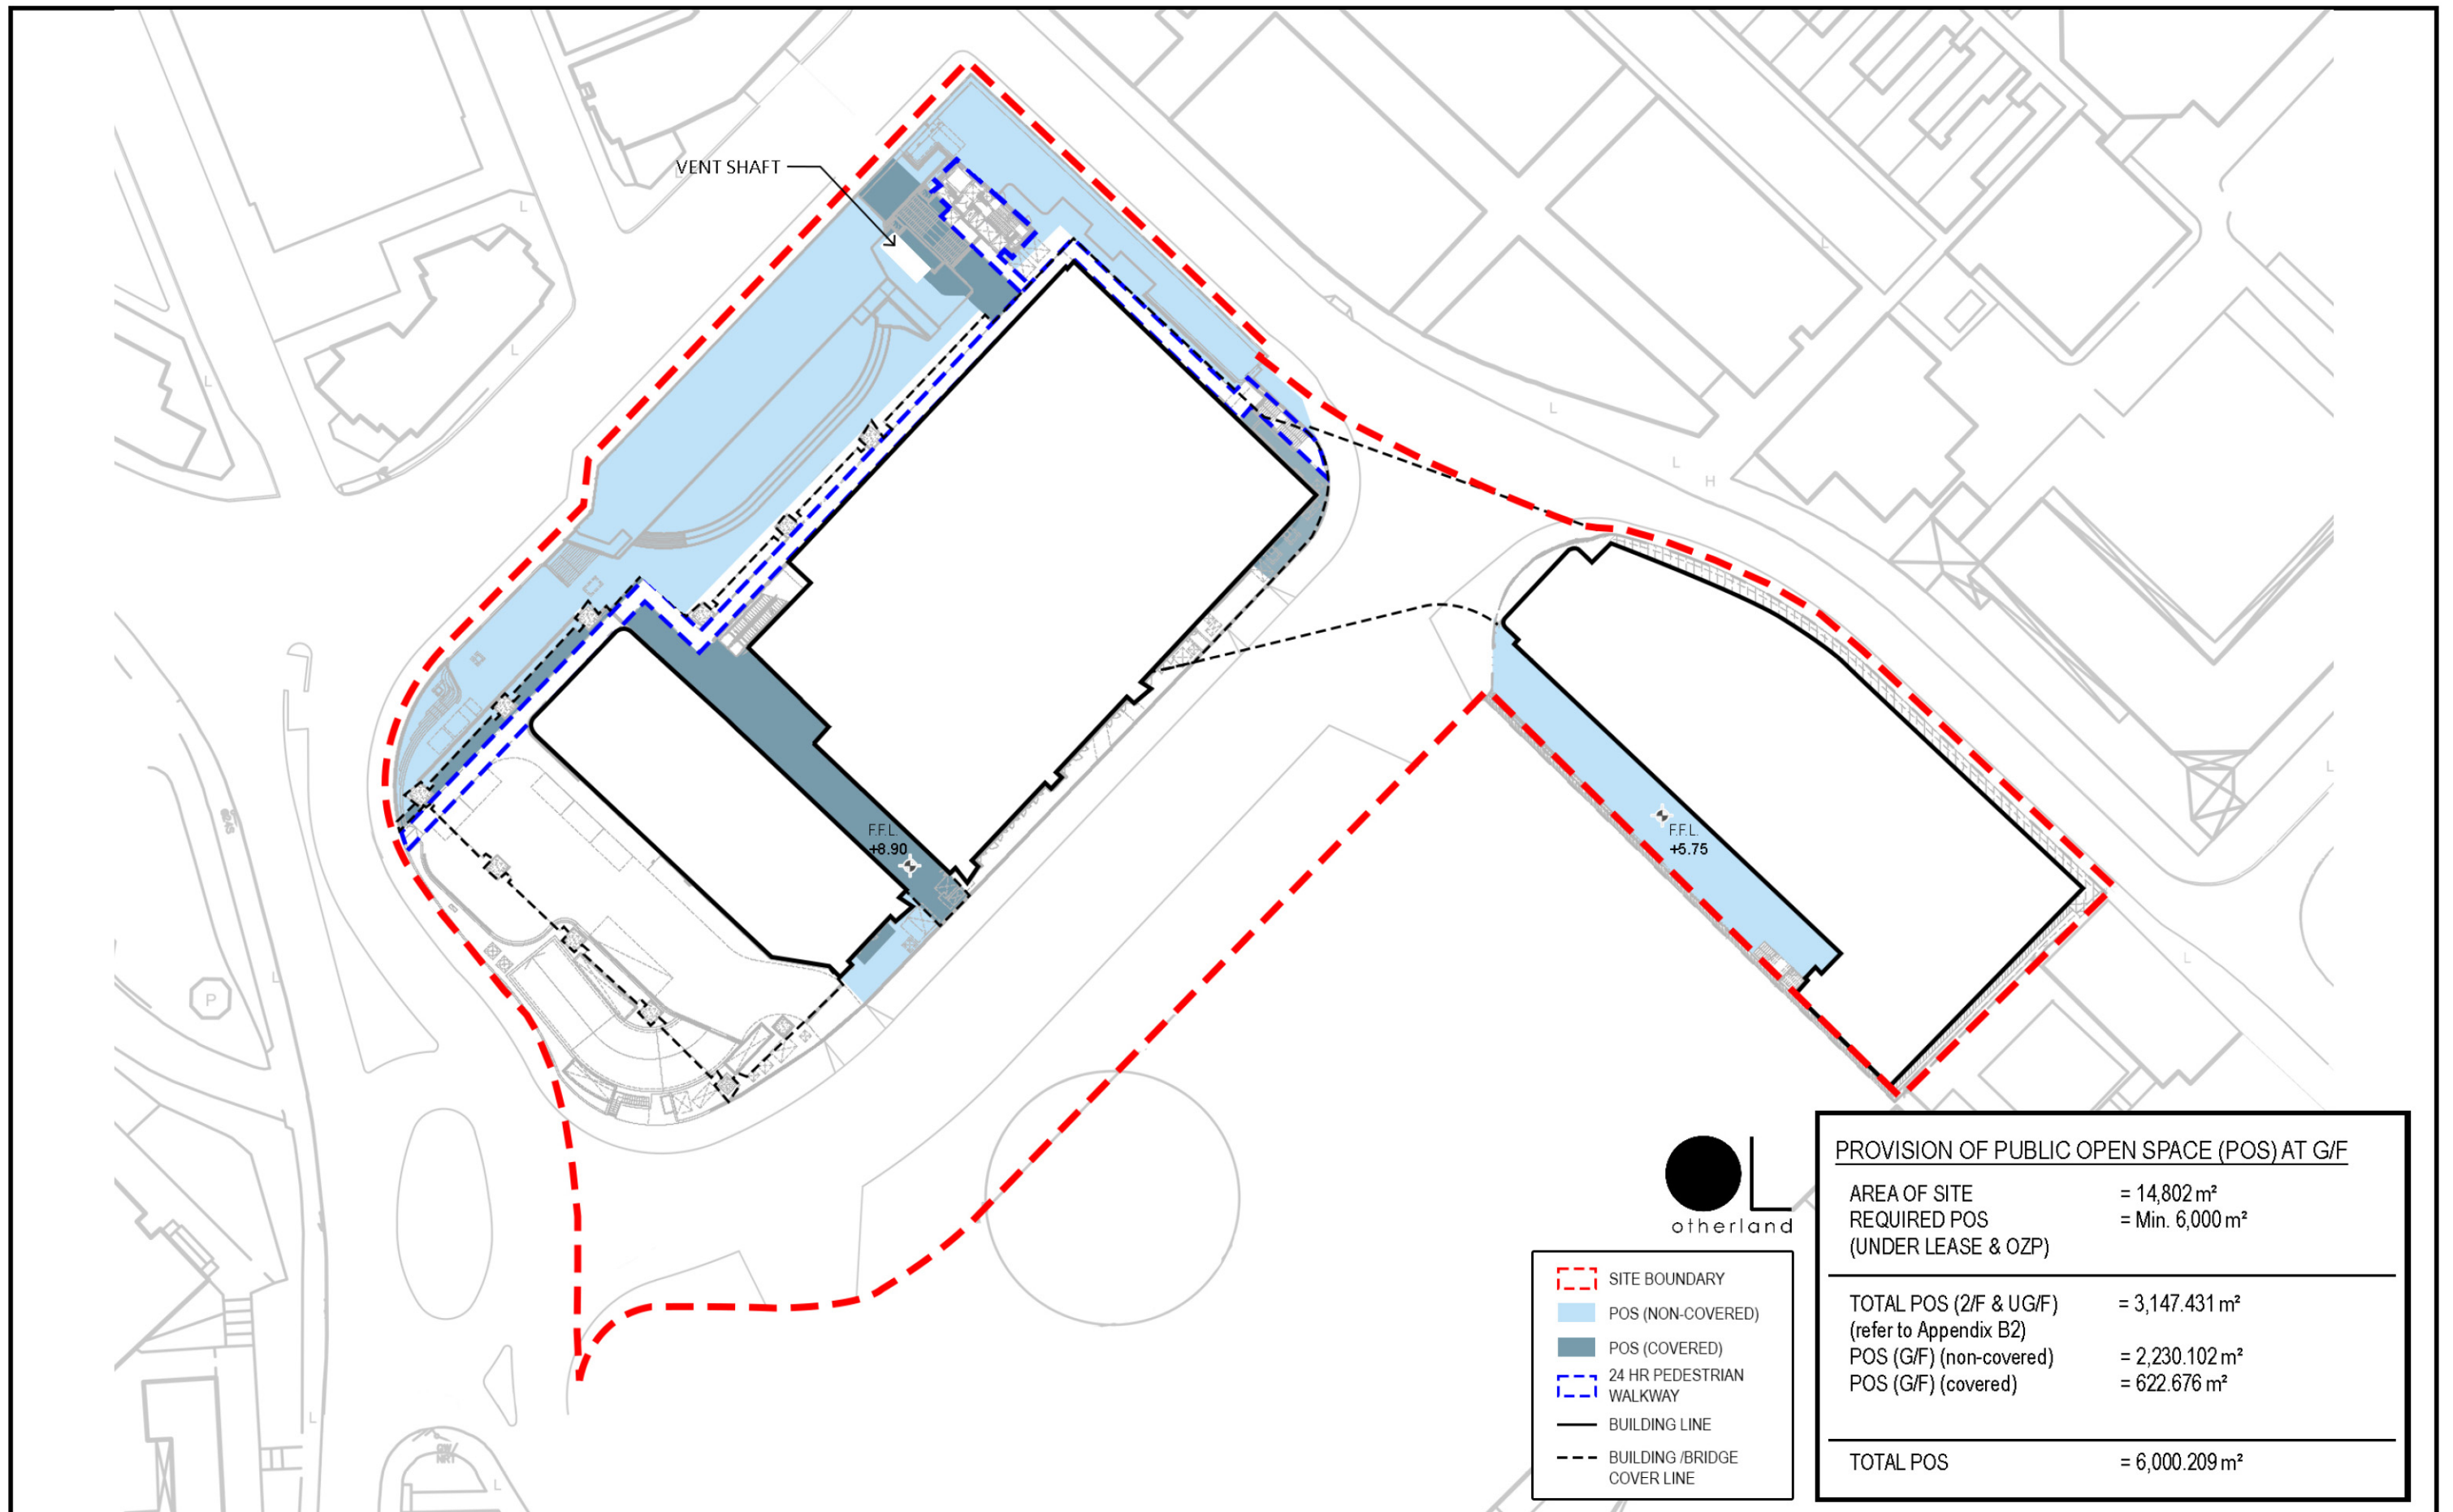 VENT SHAFT
L
L
L
L
L
L
L
H
L
L
L
L
L
L
P
F.F.L.
+8.90
F.F.L.
+5.75
otherland
SITE BOUNDARY
POS (NON-COVERED)
POS (COVERED)
24 HR PEDESTRIAN
WALKWAY
BUILDING LINE
BUILDING /BRIDGE
COVER LINE
PROVISION OF PUBLIC OPEN SPACE (POS) AT G/F
AREA OF SITE = 14,802 m²
REQUIRED POS = Min. 6,000 m²
(UNDER LEASE & OZP)
TOTAL POS (2/F & UG/F) = 3,147.431 m²
(refer to Appendix B2)
POS (G/F) (non-covered) = 2,230.102 m²
POS (G/F) (covered) = 622.676 m²
TOTAL POS = 6,000.209 m²